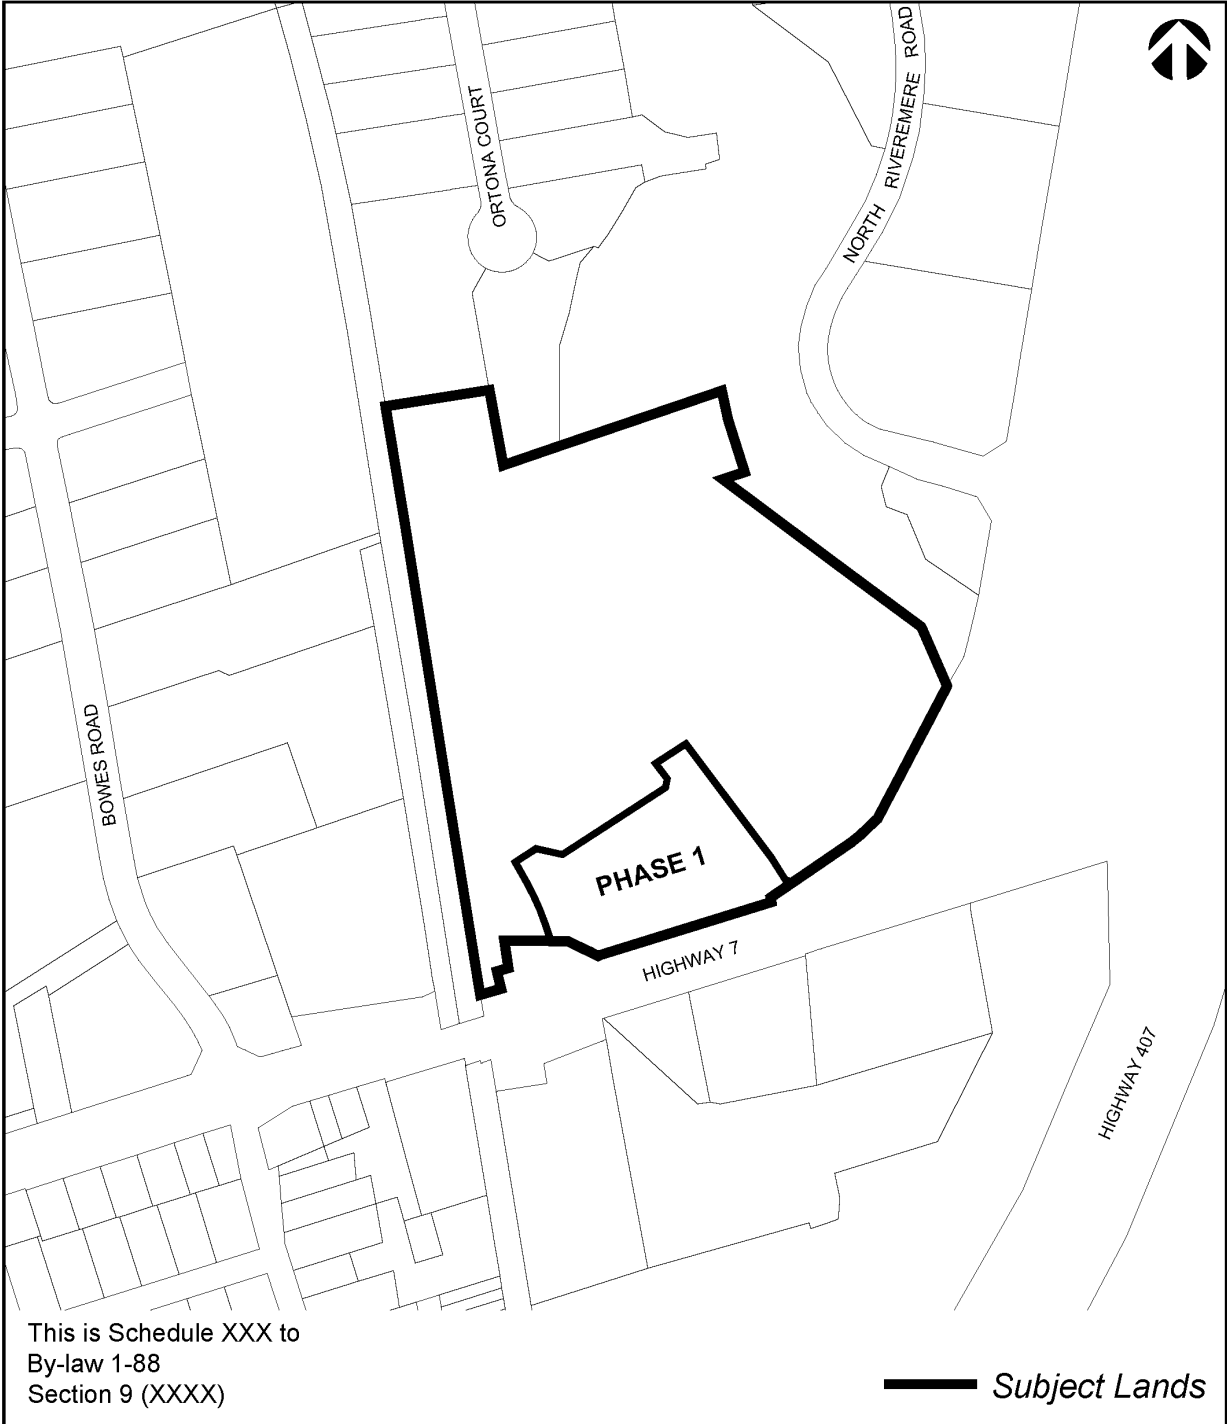 NORTH RIVEREMERE ROAD
ORTONA COURT
BOWES ROAD
PHASE 1
HIGHWAY 7
HIGHWAY 407
This is Schedule XXX to
By-law 1-88
Section 9 (XXXX)
Subject Lands